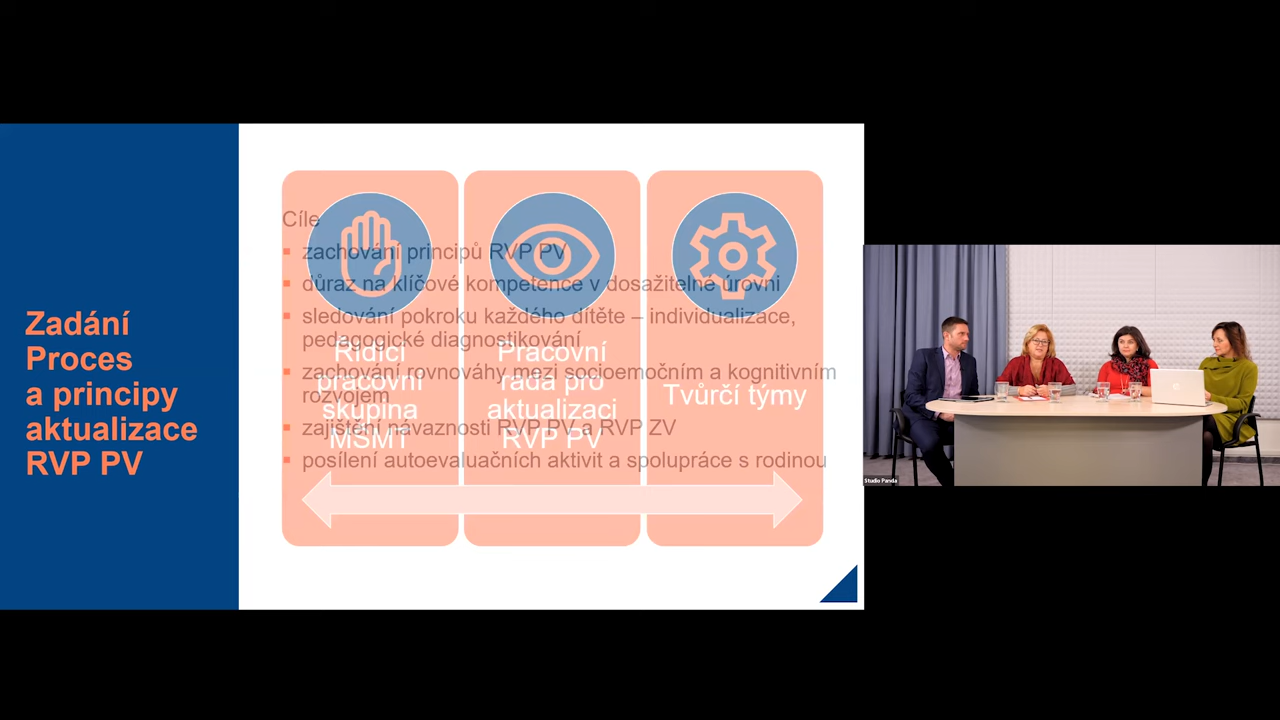 Zadání
Proces
a principy
aktualizace
RVP PV
Cíle
zachování principů RVP PV
důraz na klíčové kompetence v dosažitelné úrovni
sledování pokroku každého dítěte – individualizace,
pedagogické diagnostikování
zachování rovnováhy mezi socioemočním a kognitivním
rozvojem
zajištění návaznosti RVP PV a RVP ZV
posílení autoevaluačních aktivit a spolupráce s rodinou
Řídící
pracovní
skupina
MŠMT
Pracovní
rada pro
aktualizaci
RVP PV
Tvůrčí týmy
Studio Panda